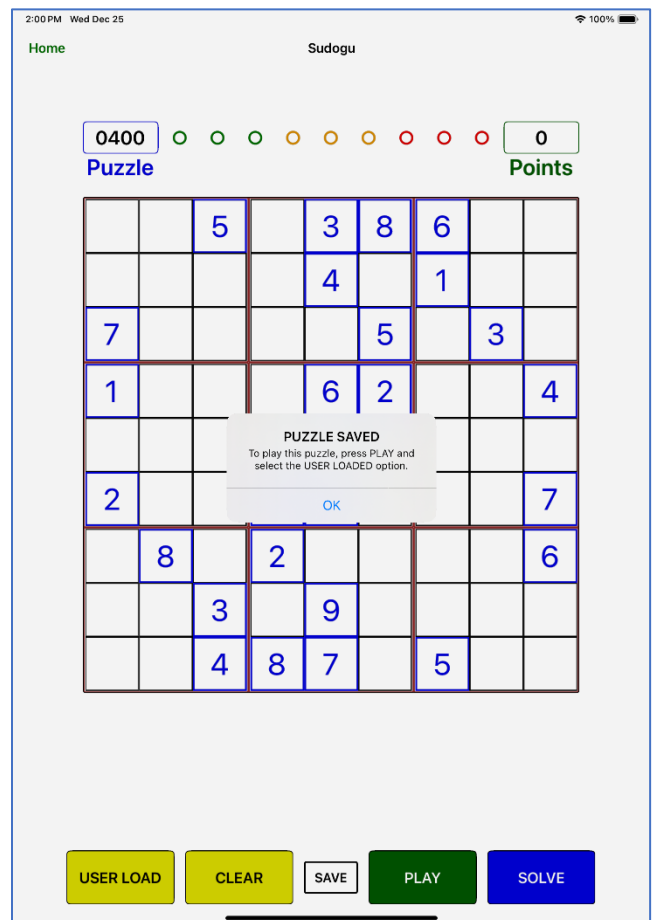 2:00 PM Wed Dec 25 100%
Home Sudogu
0400 0
Puzzle Points
5 3 8 6
4 1
7 5 3
1 6 2 4
PUZZLE SAVED
To play this puzzle, press PLAY and
select the USER LOADED option.
OK
2 7
8 2 6
3 9
4 8 7 5
USER LOAD CLEAR SAVE PLAY SOLVE